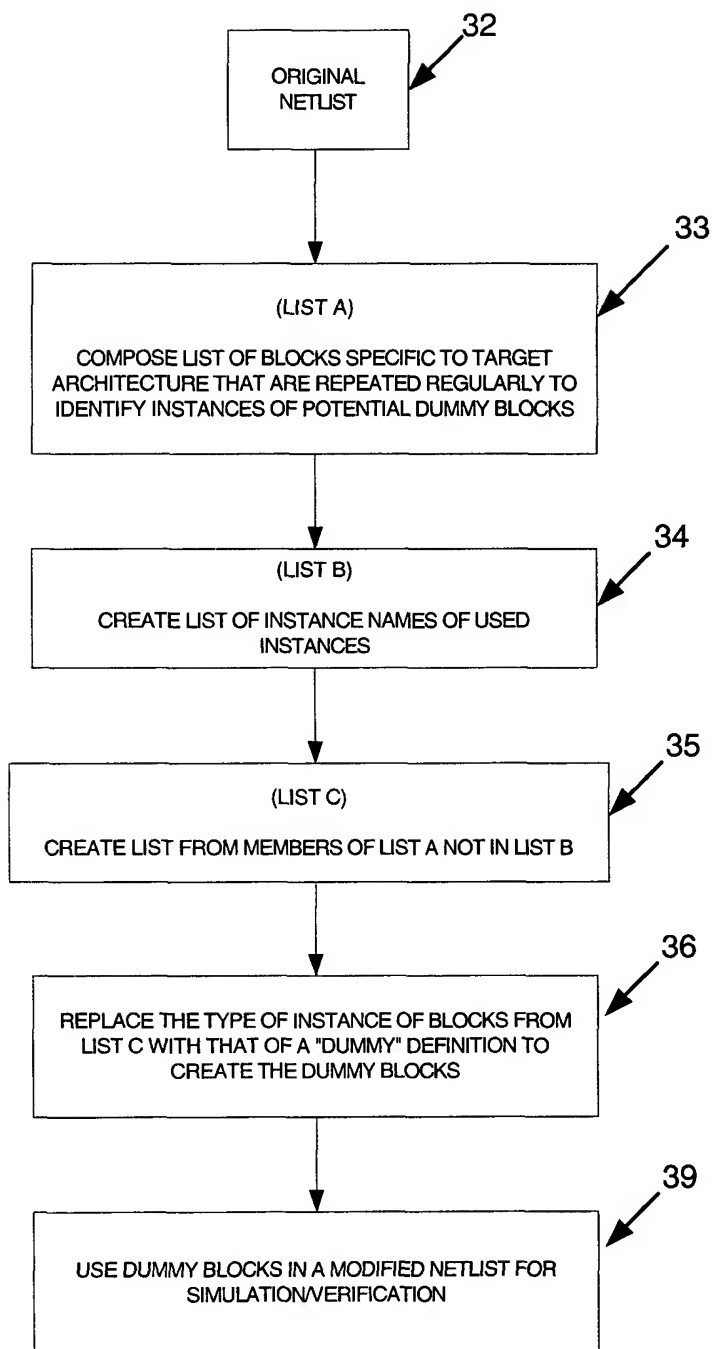 32
ORIGINAL
NETLIST
33
(LIST A)
COMPOSE LIST OF BLOCKS SPECIFIC TO TARGET
ARCHITECTURE THAT ARE REPEATED REGULARLY TO
IDENTIFY INSTANCES OF POTENTIAL DUMMY BLOCKS
34
(LIST B)
CREATE LIST OF INSTANCE NAMES OF USED
INSTANCES
35
(LIST C)
CREATE LIST FROM MEMBERS OF LIST A NOT IN LIST B
36
REPLACE THE TYPE OF INSTANCE OF BLOCKS FROM
LIST C WITH THAT OF A "DUMMY" DEFINITION TO
CREATE THE DUMMY BLOCKS
39
USE DUMMY BLOCKS IN A MODIFIED NETLIST FOR
SIMULATION/VERIFICATION